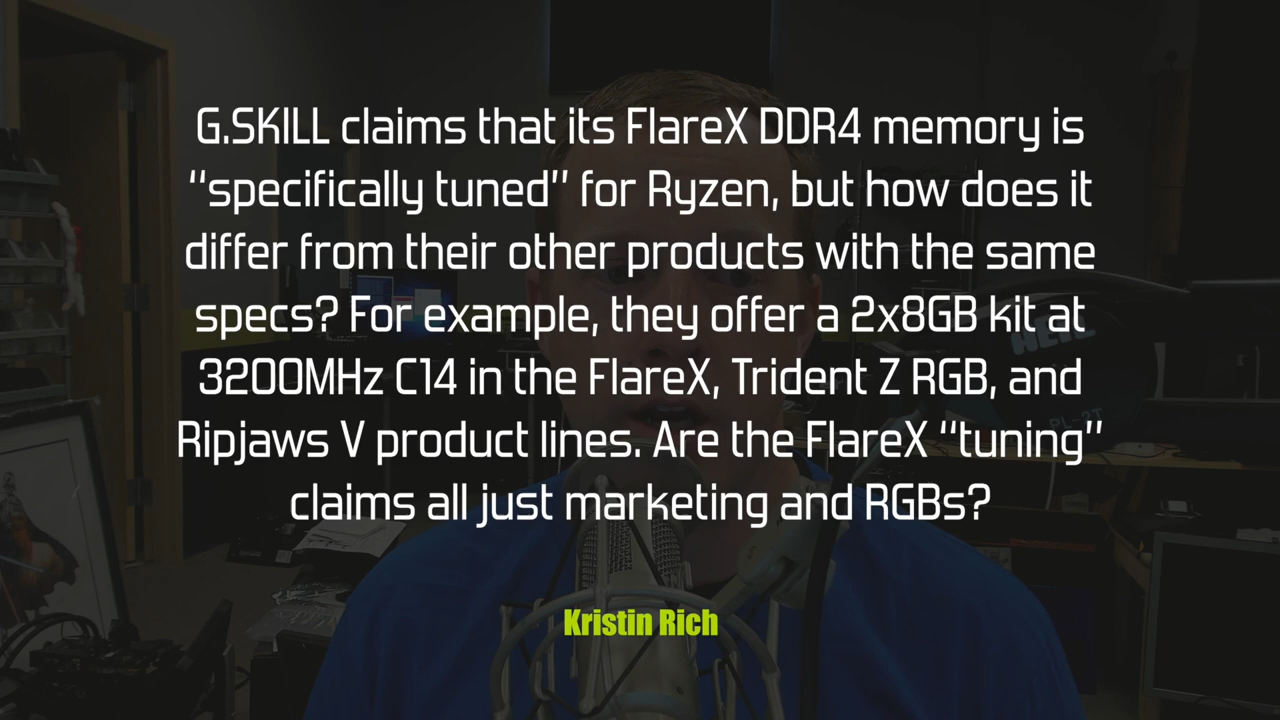 G.SKILL claims that its FlareX DDR4 memory is
“specifically tuned” for Ryzen, but how does it
differ from their other products with the same
specs? For example, they offer a 2x8GB kit at
3200MHz C14 in the FlareX, Trident Z RGB, and
Ripjaws V product lines. Are the FlareX “tuning”
claims all just marketing and RGBs?
Kristin Rich